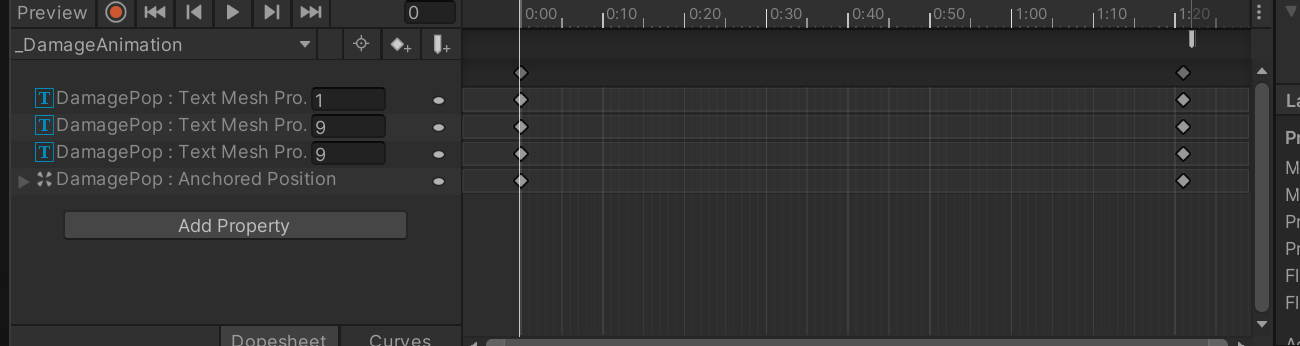 Preview 0 0:00 0:10 0:20 0:30 0:40 0:50 1:00 1:10 1:20
_DamageAnimation
DamagePop : Text Mesh Pro. 1
DamagePop : Text Mesh Pro. 9
DamagePop : Text Mesh Pro. 9
DamagePop : Anchored Position
Add Property
Dopesheet Curves
La
Pr
M
M
Pr
Pr
Fl
Fl